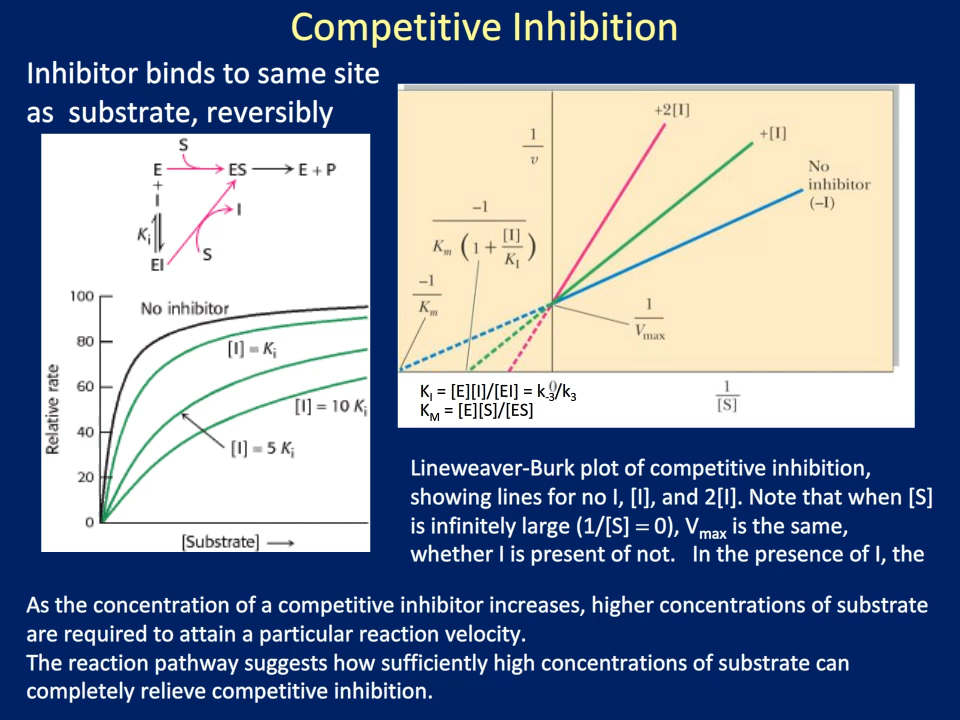 Competitive Inhibition
Inhibitor binds to same site
as substrate, reversibly
S
E
ES
E + P
+
I
I
Ki
S
EI
100
80
60
40
20
0
Relative rate
No inhibitor
[I] = Ki
[I] = 10 Ki
[I] = 5 Ki
[Substrate]
+2[I]
+[I]
No
inhibitor
(–I)
1
v
–1
Km (1 + [I]
KI)
–1
Km
1
Vmax
0
1
[S]
KI = [E][I]/[EI] = k-3/k3
KM = [E][S]/[ES]
Lineweaver-Burk plot of competitive inhibition,
showing lines for no I, [I], and 2[I]. Note that when [S]
is infinitely large (1/[S] = 0), Vmax is the same,
whether I is present of not. In the presence of I, the
As the concentration of a competitive inhibitor increases, higher concentrations of substrate
are required to attain a particular reaction velocity.
The reaction pathway suggests how sufficiently high concentrations of substrate can
completely relieve competitive inhibition.